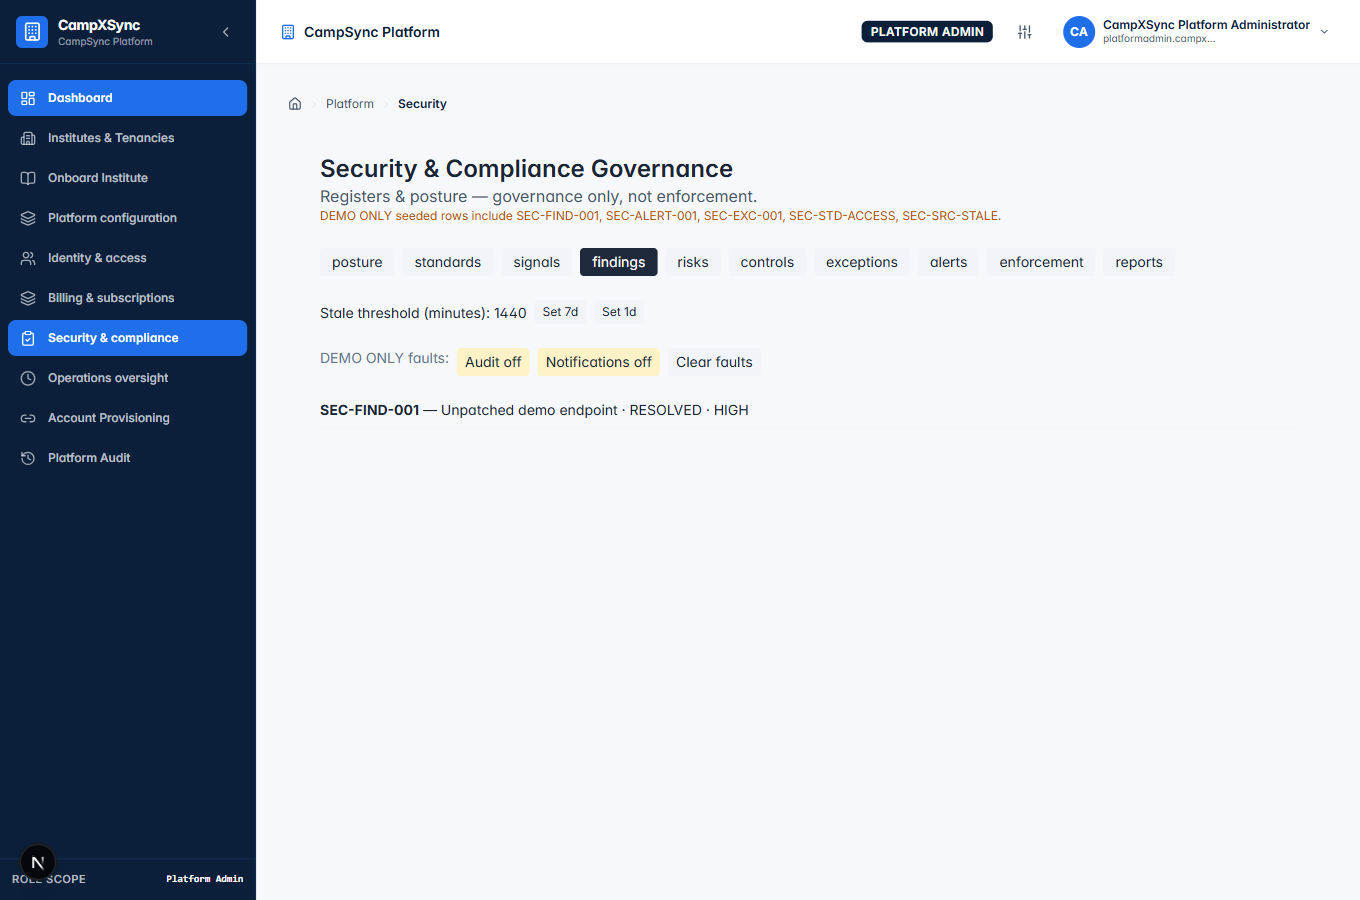 CampXSync
CampSync Platform
Dashboard
Institutes & Tenancies
Onboard Institute
Platform configuration
Identity & access
Billing & subscriptions
Security & compliance
Operations oversight
Account Provisioning
Platform Audit
N
SCOPE
Platform Admin
CampSync Platform
PLATFORM ADMIN
CA
CampXSync Platform Administrator
platformadmin.campx...
Platform
Security
Security & Compliance Governance
Registers & posture — governance only, not enforcement.
DEMO ONLY seeded rows include SEC-FIND-001, SEC-ALERT-001, SEC-EXC-001, SEC-STD-ACCESS, SEC-SRC-STALE.
posture standards signals findings risks controls exceptions alerts enforcement reports
Stale threshold (minutes): 1440 Set 7d Set 1d
DEMO ONLY faults: Audit off Notifications off Clear faults
SEC-FIND-001 — Unpatched demo endpoint · RESOLVED · HIGH